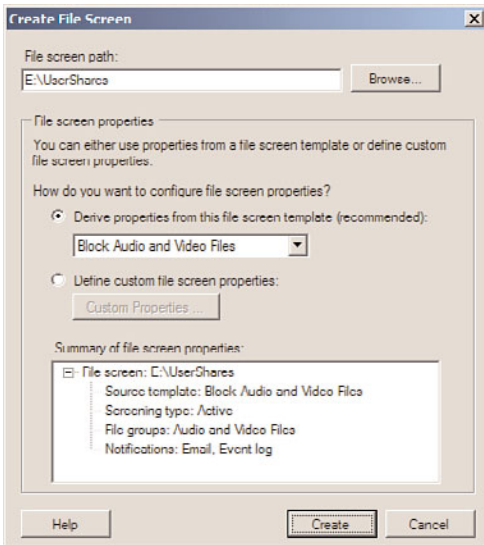 Create File Screen
File screen path:
E:\UserShares
Browse...
File screen properties
You can either use properties from a file screen template or define custom
file screen properties.
How do you want to configure file screen properties?
Derive properties from this file screen template (recommended):
Block Audio and Video Files
Define custom file screen properties:
Custom Properties ...
Summary of file screen properties:
File screen: E:\UserShares
Source template: Block Audio and Video Files
Screening type: Active
File groups: Audio and Video Files
Notifications: Email, Event log
Help
Create
Cancel